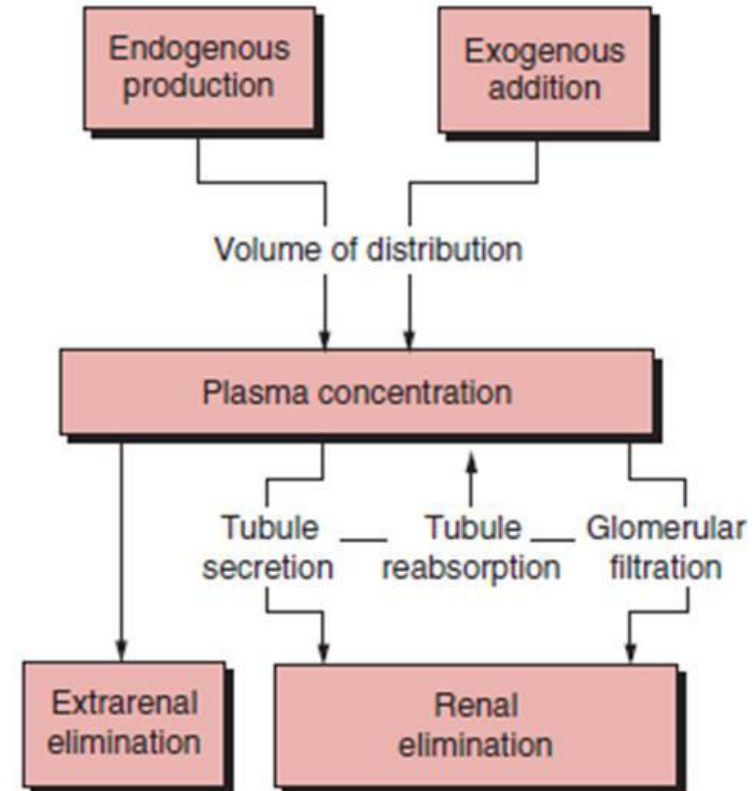 Endogenous
production
Exogenous
addition
Volume of distribution
Plasma concentration
Tubule
secretion
Tubule
reabsorption
Glomerular
filtration
Extrarenal
elimination
Renal
elimination